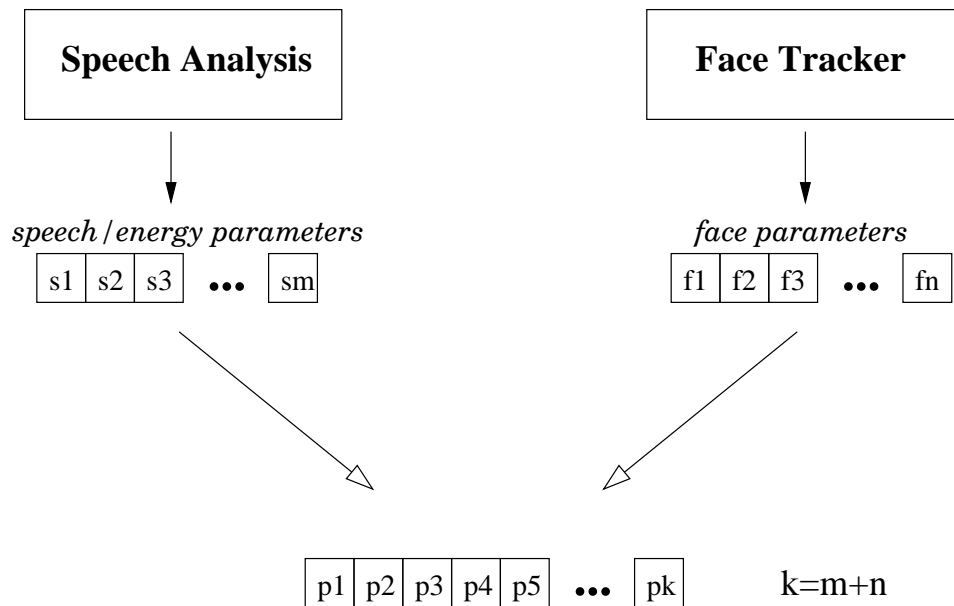 Speech Analysis
Face Tracker
speech/energy parameters
face parameters
s1 s2 s3 ... sm
f1 f2 f3 ... fn
p1 p2 p3 p4 p5 ... pk k=m+n